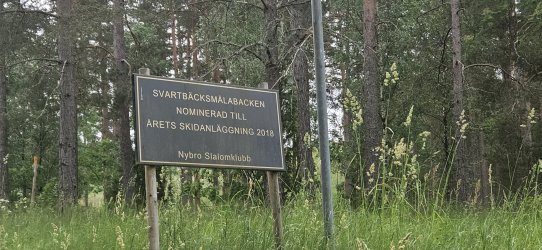 SVARTBÄCKSMÅLABACKEN
NOMINERAD TILL
ÅRETS SKIDANLÄGGNING 2018
Nybro Slalomklubb